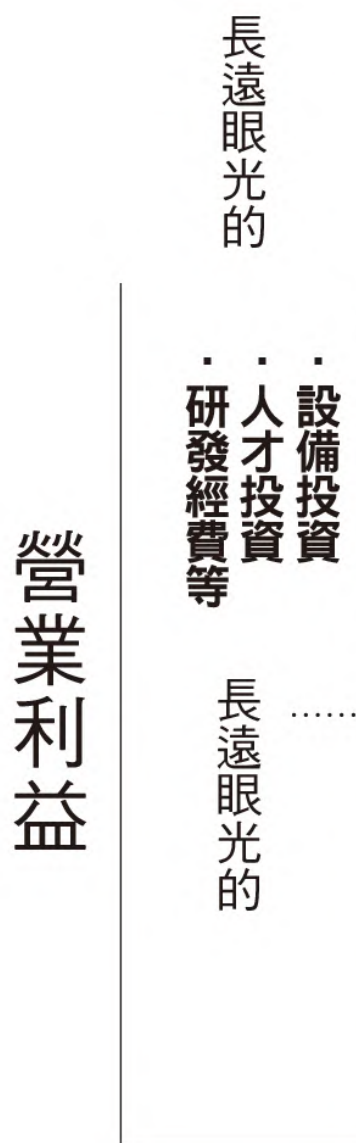 長遠眼光的
・設備投資
・人才投資
・研發經費等
……
長遠眼光的
營業利益